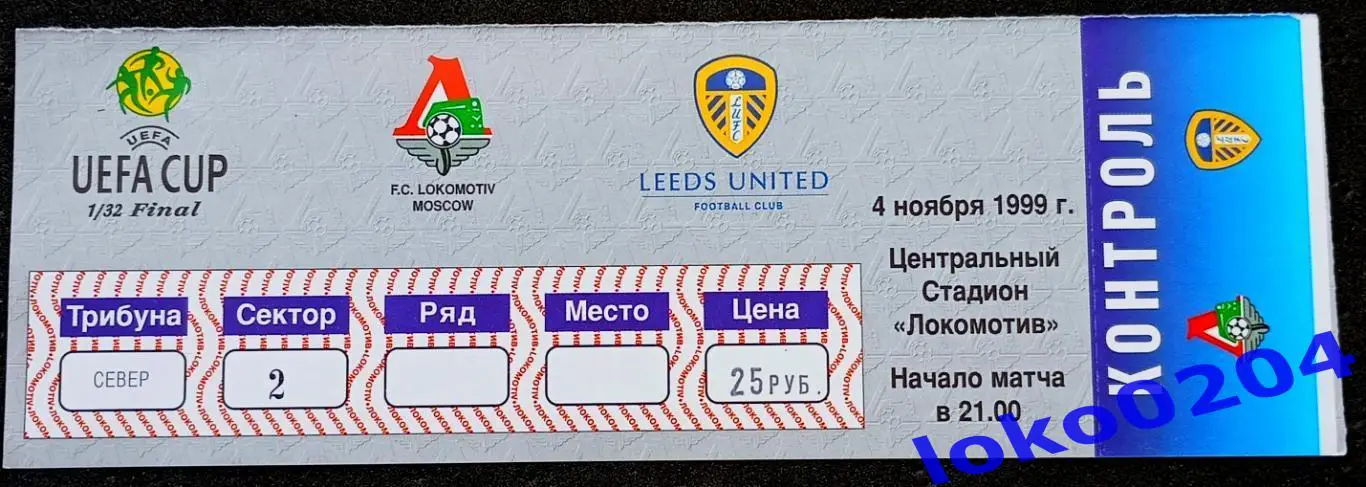 UEFA
UEFA CUP
1/32 Final
F.C. LOKOMOTIV
MOSCOW
LUFC
LEEDS UNITED
FOOTBALL CLUB
4 ноября 1999 г.
Центральный
Стадион
«Локомотив»
Начало матча
в 21.00
Трибуна Сектор Ряд Место Цена
СЕВЕР 2 25 РУБ.
КОНТРОЛЬ
loko0204